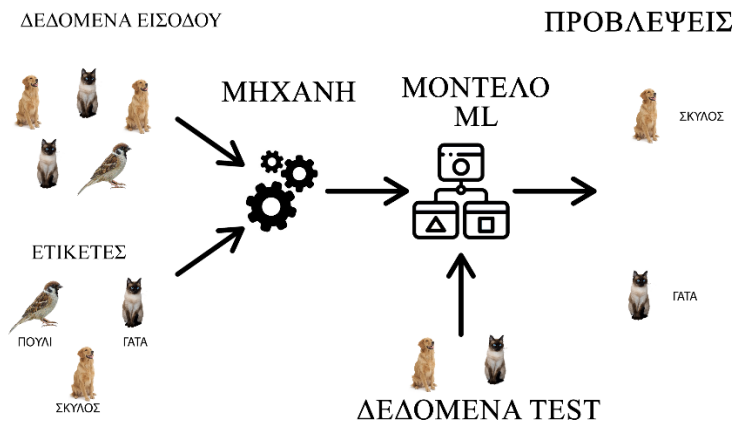 ΔΕΔΟΜΕΝΑ ΕΙΣΟΔΟΥ
ΠΡΟΒΛΕΨΕΙΣ
ΜΗΧΑΝΗ
ΜΟΝΤΕΛΟ
ML
ΣΚΥΛΟΣ
ΕΤΙΚΕΤΕΣ
ΠΟΥΛΙ
ΓΑΤΑ
ΣΚΥΛΟΣ
ΓΑΤΑ
ΔΕΔΟΜΕΝΑ TEST